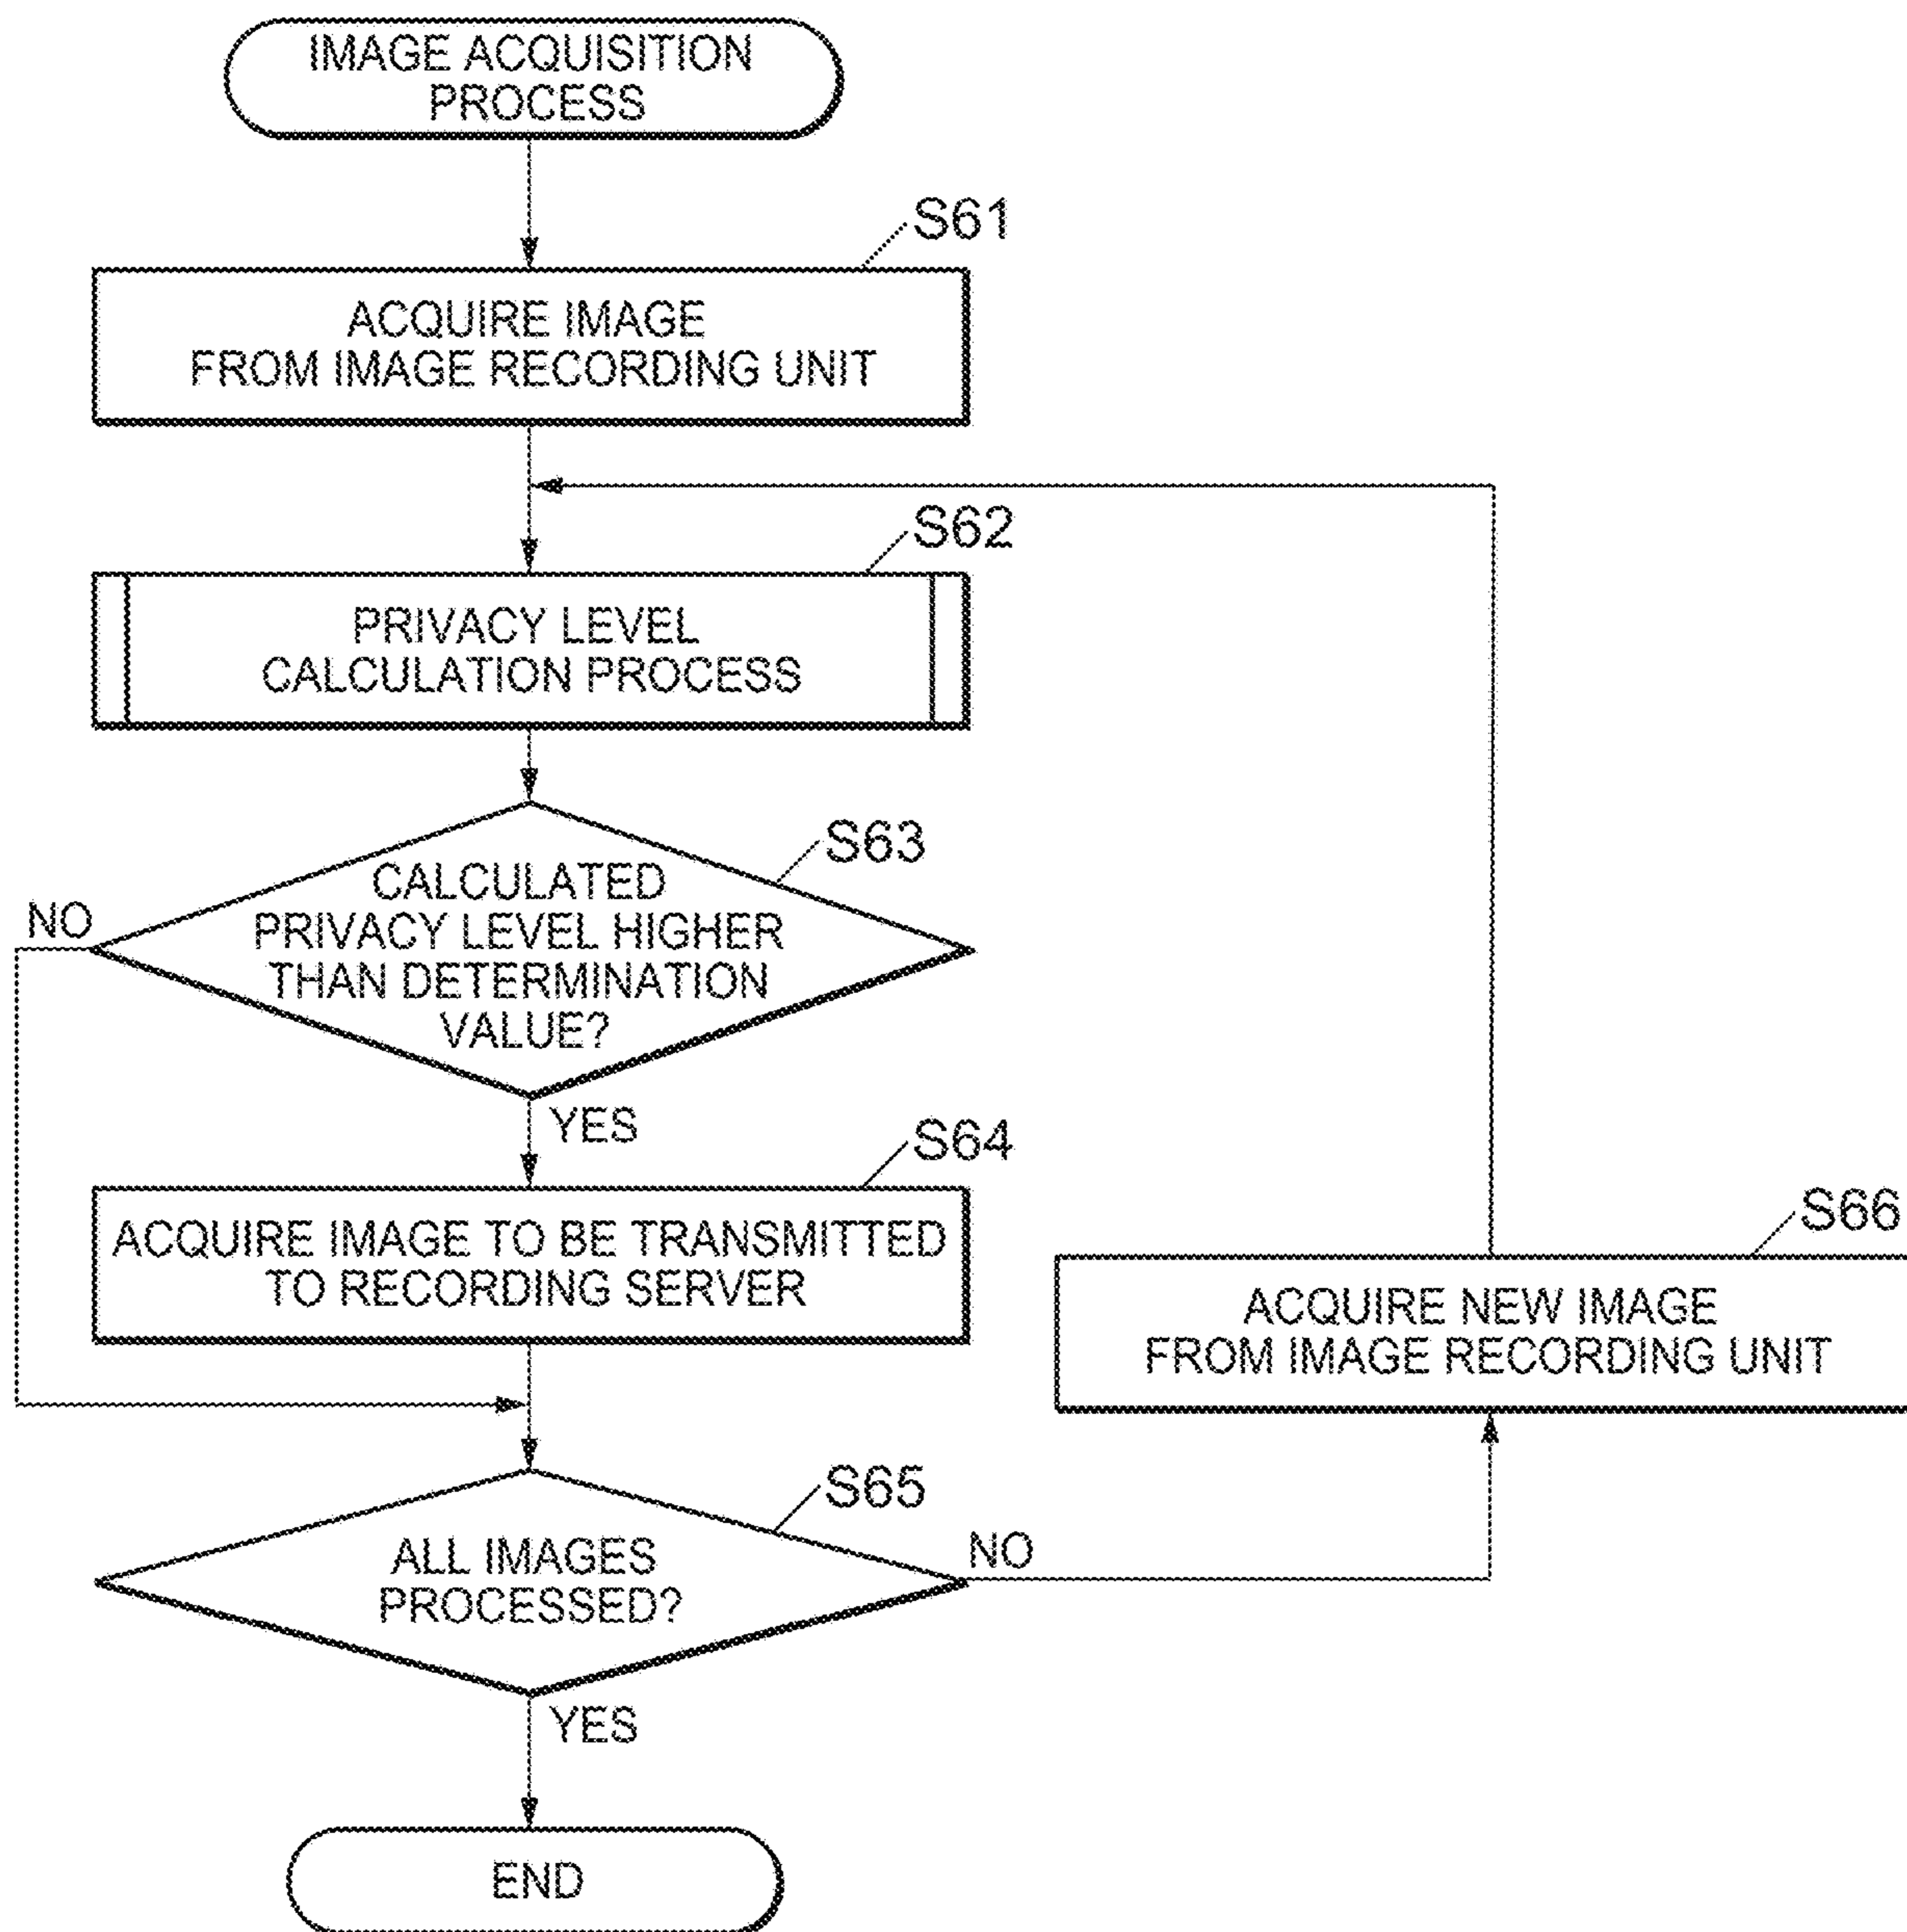 IMAGE ACQUISITION
PROCESS
S61
ACQUIRE IMAGE
FROM IMAGE RECORDING UNIT
S62
PRIVACY LEVEL
CALCULATION PROCESS
S63
CALCULATED
PRIVACY LEVEL HIGHER
THAN DETERMINATION
VALUE?
NO
YES
S64
ACQUIRE IMAGE TO BE TRANSMITTED
TO RECORDING SERVER
S65
ALL IMAGES
PROCESSED?
NO
S66
ACQUIRE NEW IMAGE
FROM IMAGE RECORDING UNIT
YES
END